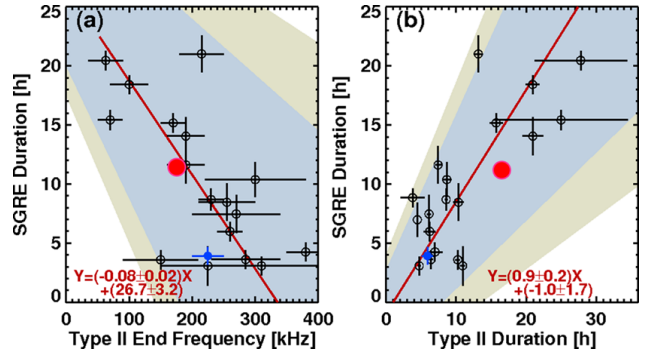 (a)
SGRE Duration [h]
25
20
15
10
5
0
Y=(-0.08±0.02)X
+(26.7±3.2)
0 100 200 300 400
Type II End Frequency [kHz]
(b)
SGRE Duration [h]
25
20
15
10
5
0
Y=(0.9±0.2)X
+(-1.0±1.7)
0 10 20 30
Type II Duration [h]